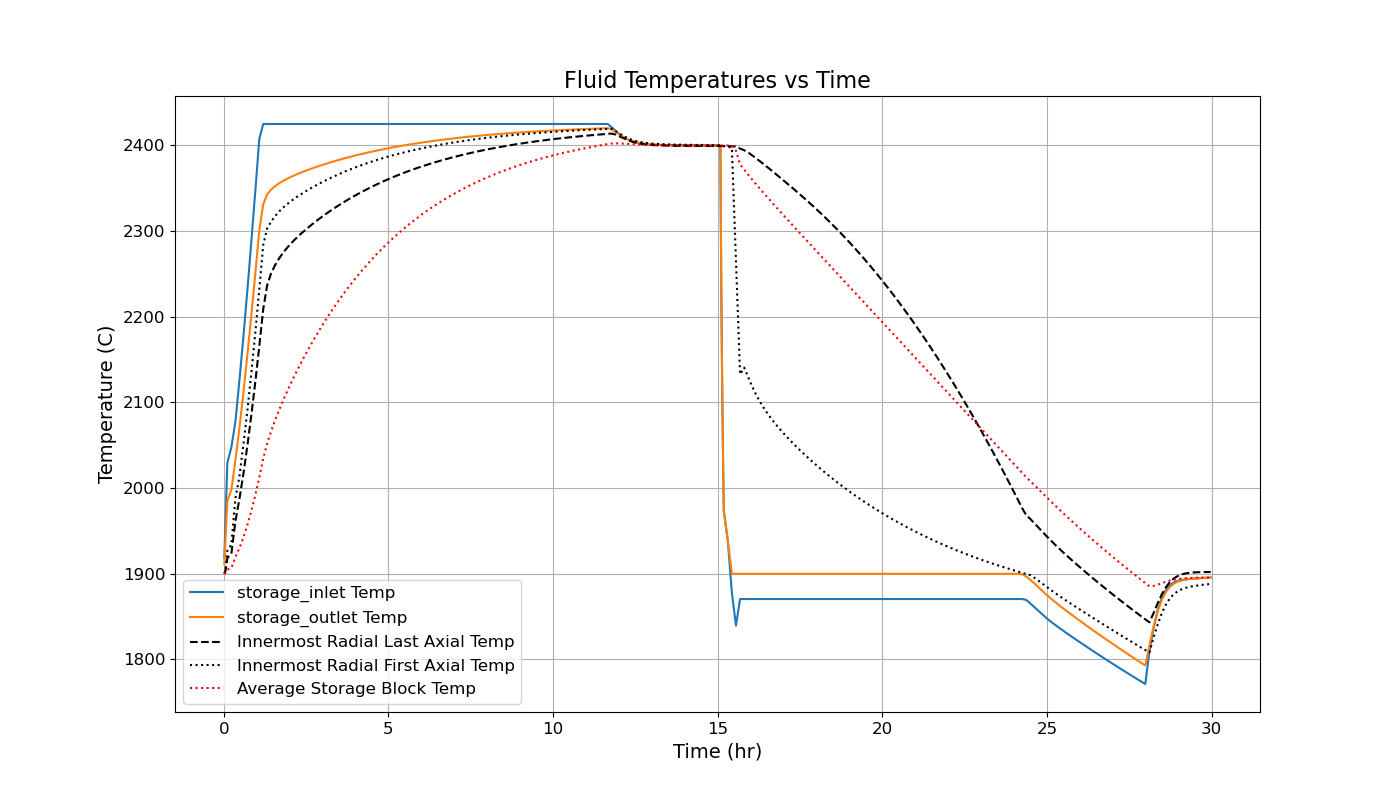 Fluid Temperatures vs Time
Temperature (C)
2400
2300
2200
2100
2000
1900
1800
storage_inlet Temp
storage_outlet Temp
Innermost Radial Last Axial Temp
Innermost Radial First Axial Temp
Average Storage Block Temp
0 5 10 15 20 25 30
Time (hr)